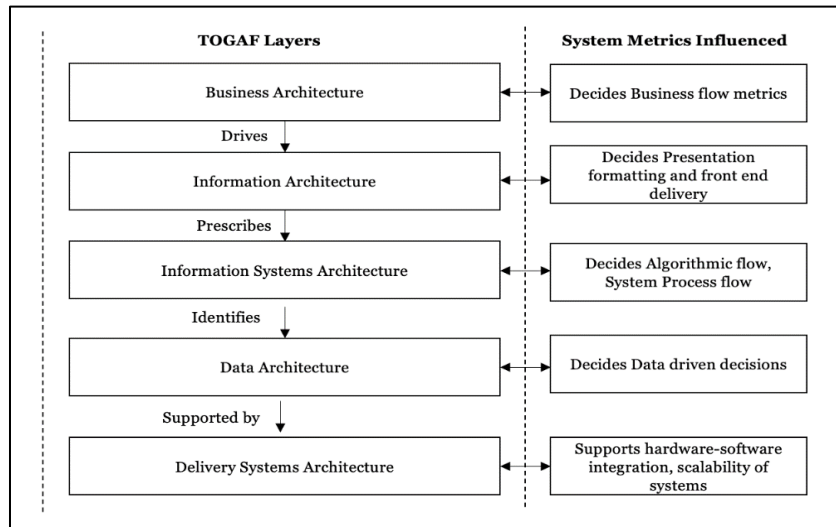 TOGAF Layers
System Metrics Influenced
Business Architecture
Decides Business flow metrics
Drives
Information Architecture
Decides Presentation
formatting and front end
delivery
Prescribes
Information Systems Architecture
Decides Algorithmic flow,
System Process flow
Identifies
Data Architecture
Decides Data driven decisions
Supported by
Delivery Systems Architecture
Supports hardware-software
integration, scalability of
systems